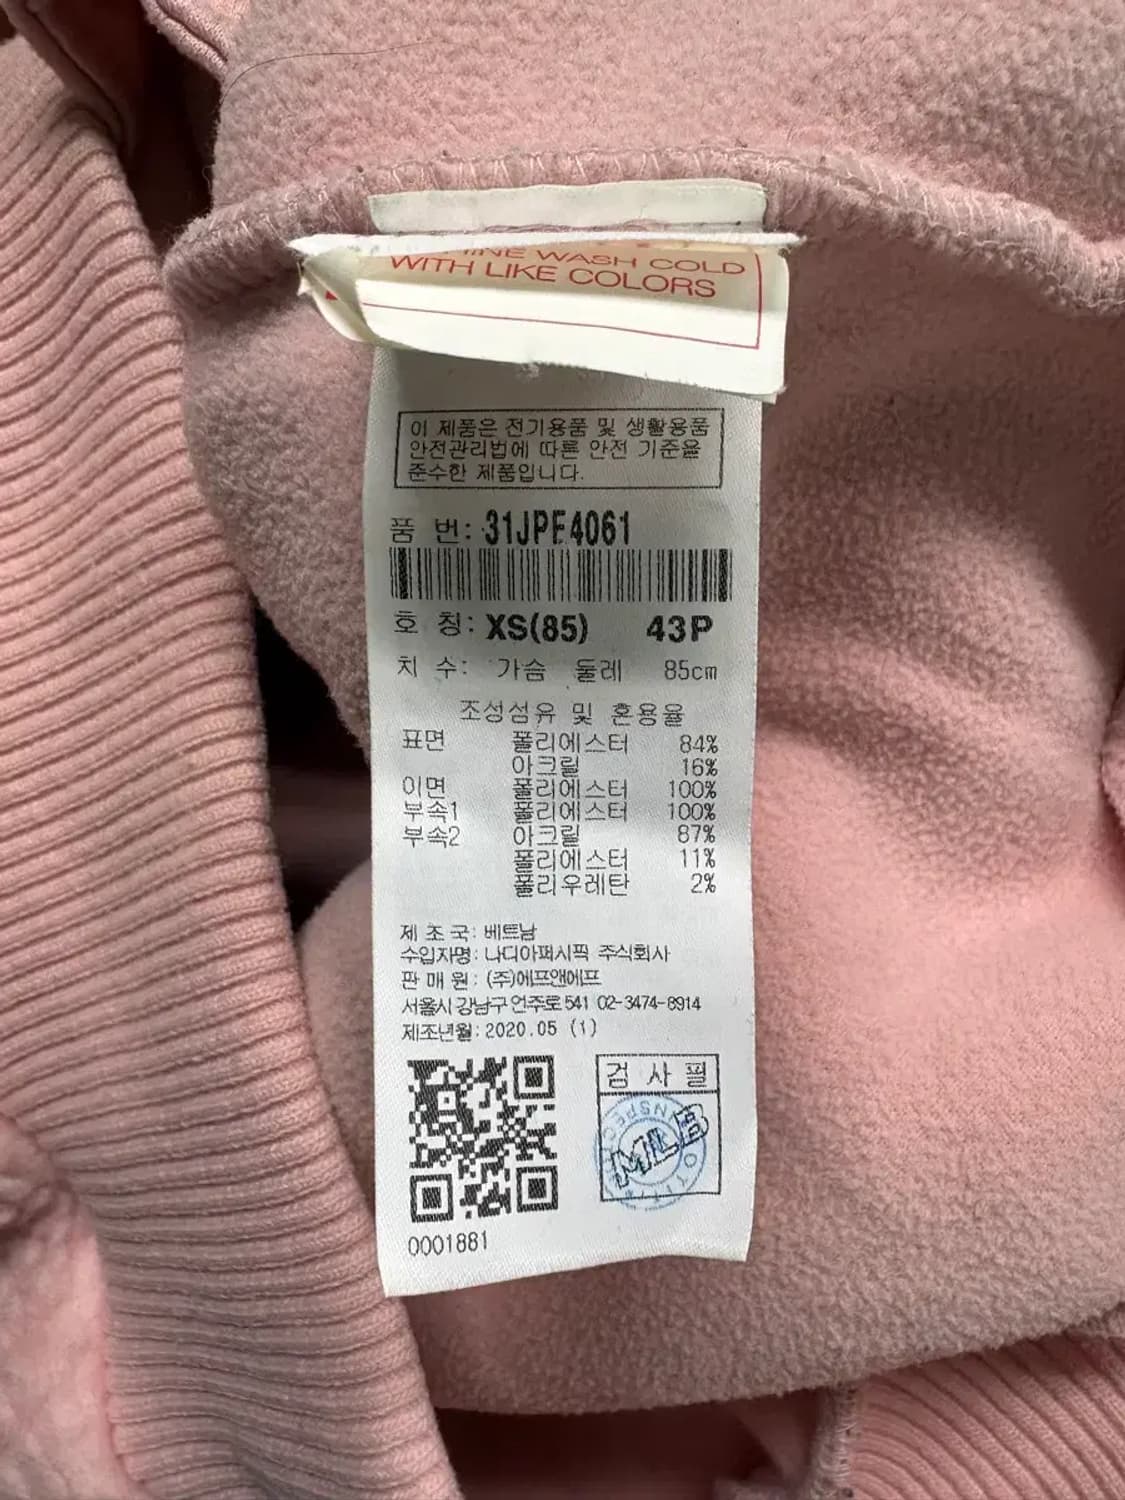 WASH COLD
WITH LIKE COLORS
이 제품은 전기용품 및 생활용품
안전관리법에 따른 안전 기준을
준수한 제품입니다.
품 번: 31JPF4061
호 칭: XS(85) 43P
치 수: 가슴 둘레 85cm
조성섬유 및 혼용율
표면 폴리에스터 84%
아크릴 16%
이면 폴리에스터 100%
부속1 폴리에스터 100%
부속2 아크릴 87%
폴리에스터 11%
폴리우레탄 2%
제 조 국: 베트남
수입자명: 나디아퍼시픽 주식회사
판 매 원: (주)에프앤에프
서울시 강남구 언주로 541 02-3474-8914
제조년월: 2020.05 (1)
검 사 필
MLB
0001881